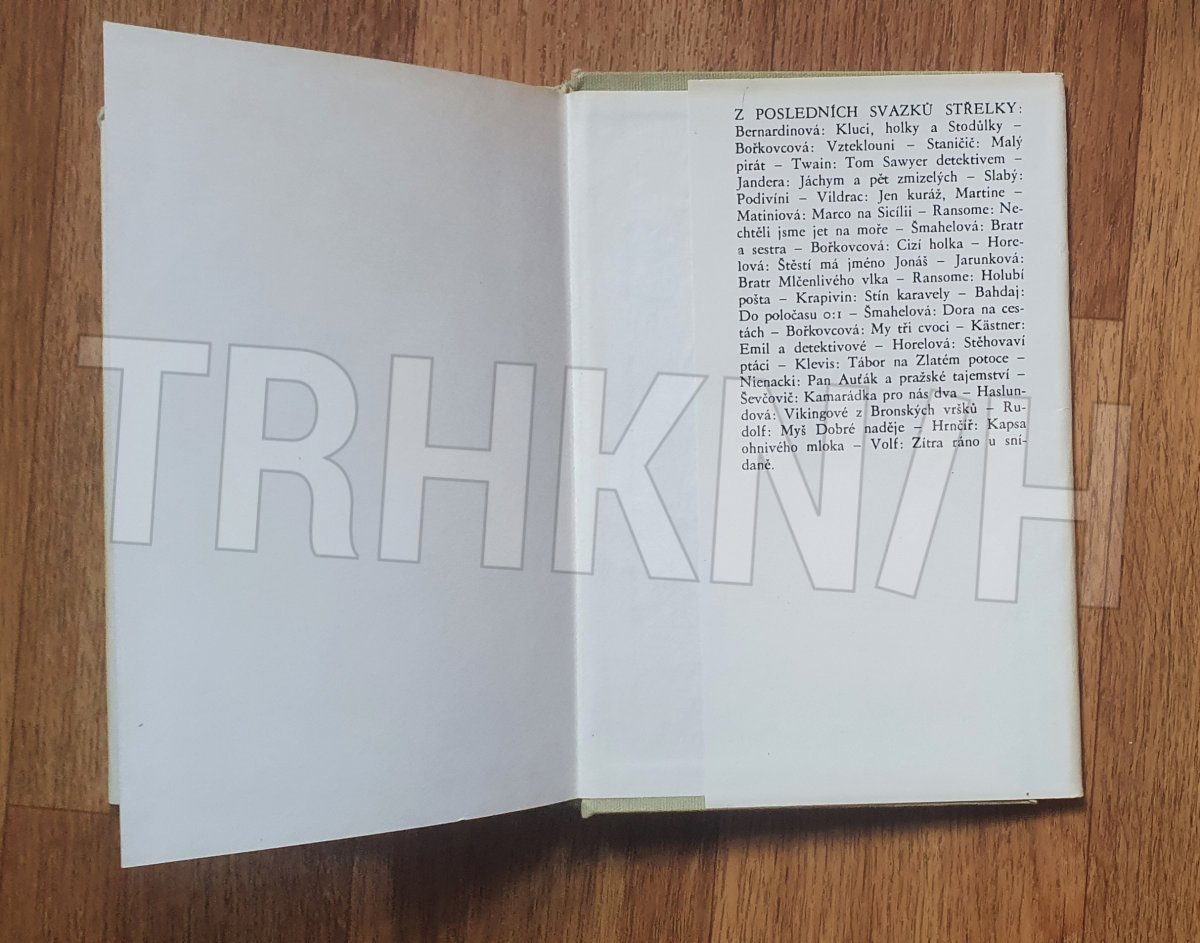 Z POSLEDNÍCH SVAZKŮ STŘELKY:
Bernardinová: Kluci, holky a Stodůlky –
Bořkovcová: Vzteklouni – Staničič: Malý
pirát – Twain: Tom Sawyer detektivem –
Jandera: Jáchym a pět zmizelých – Slabý:
Podivíni – Vildrac: Jen kuráž, Martine –
Matiniová: Marco na Sicílii – Ransome: Ne-
chtěli jsme jet na moře – Šmahelová: Bratr
a sestra – Bořkovcová: Cizí holka – Hore-
lová: Štěstí má jméno Jonáš – Jarunková:
Bratr Mlčenlivého vlka – Ransome: Holubí
pošta – Krapivin: Stín karavely – Bahdaj:
Do poločasu 0:1 – Šmahelová: Dora na ces-
tách – Bořkovcová: My tři cvoci – Kästner:
Emil a detektivové – Horelová: Stěhovaví
ptáci – Klevis: Tábor na Zlatém potoce –
Nienacki: Pan Auťák a pražské tajemství –
Ševčovič: Kamarádka pro nás dva – Haslun-
dová: Vikingové z Bronských vršků – Ru-
dolf: Myš Dobré naděje – Hrnčíř: Kapsa
ohnivého mloka – Volf: Zítra ráno u sní-
daně.
TRHKNIH